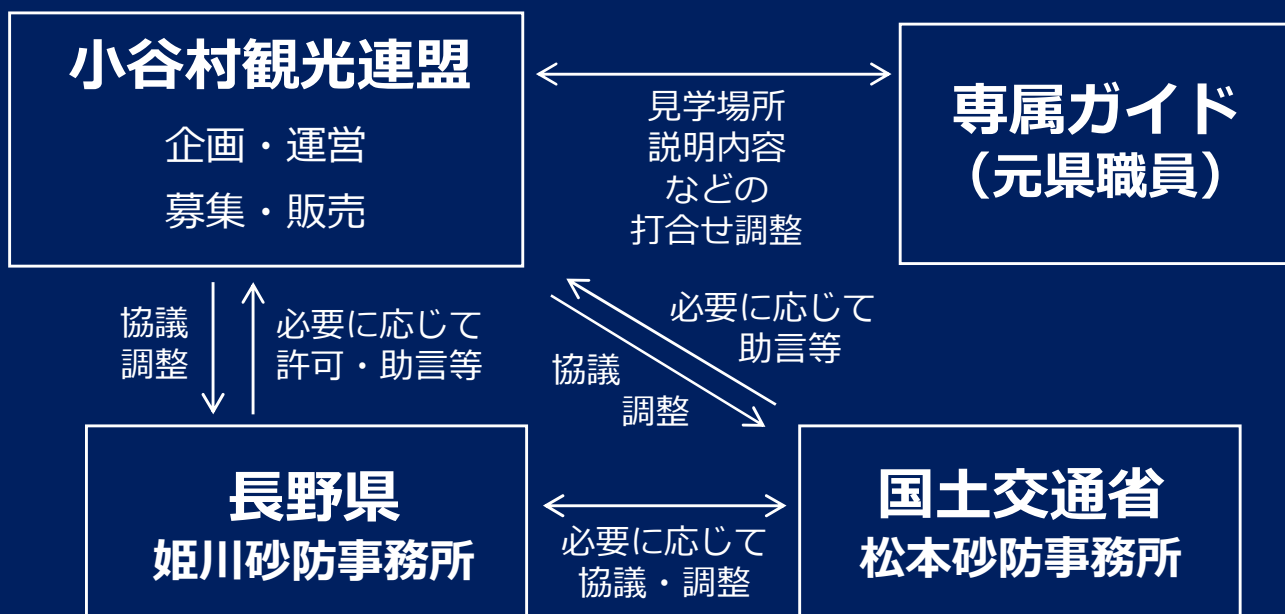 小谷村観光連盟
企画・運営
募集・販売
見学場所
説明内容
などの
打合せ調整
専属ガイド
（元県職員）
協議
調整
必要に応じて
許可・助言等
必要に応じて
助言等
協議
調整
長野県
姫川砂防事務所
必要に応じて
協議・調整
国土交通省
松本砂防事務所